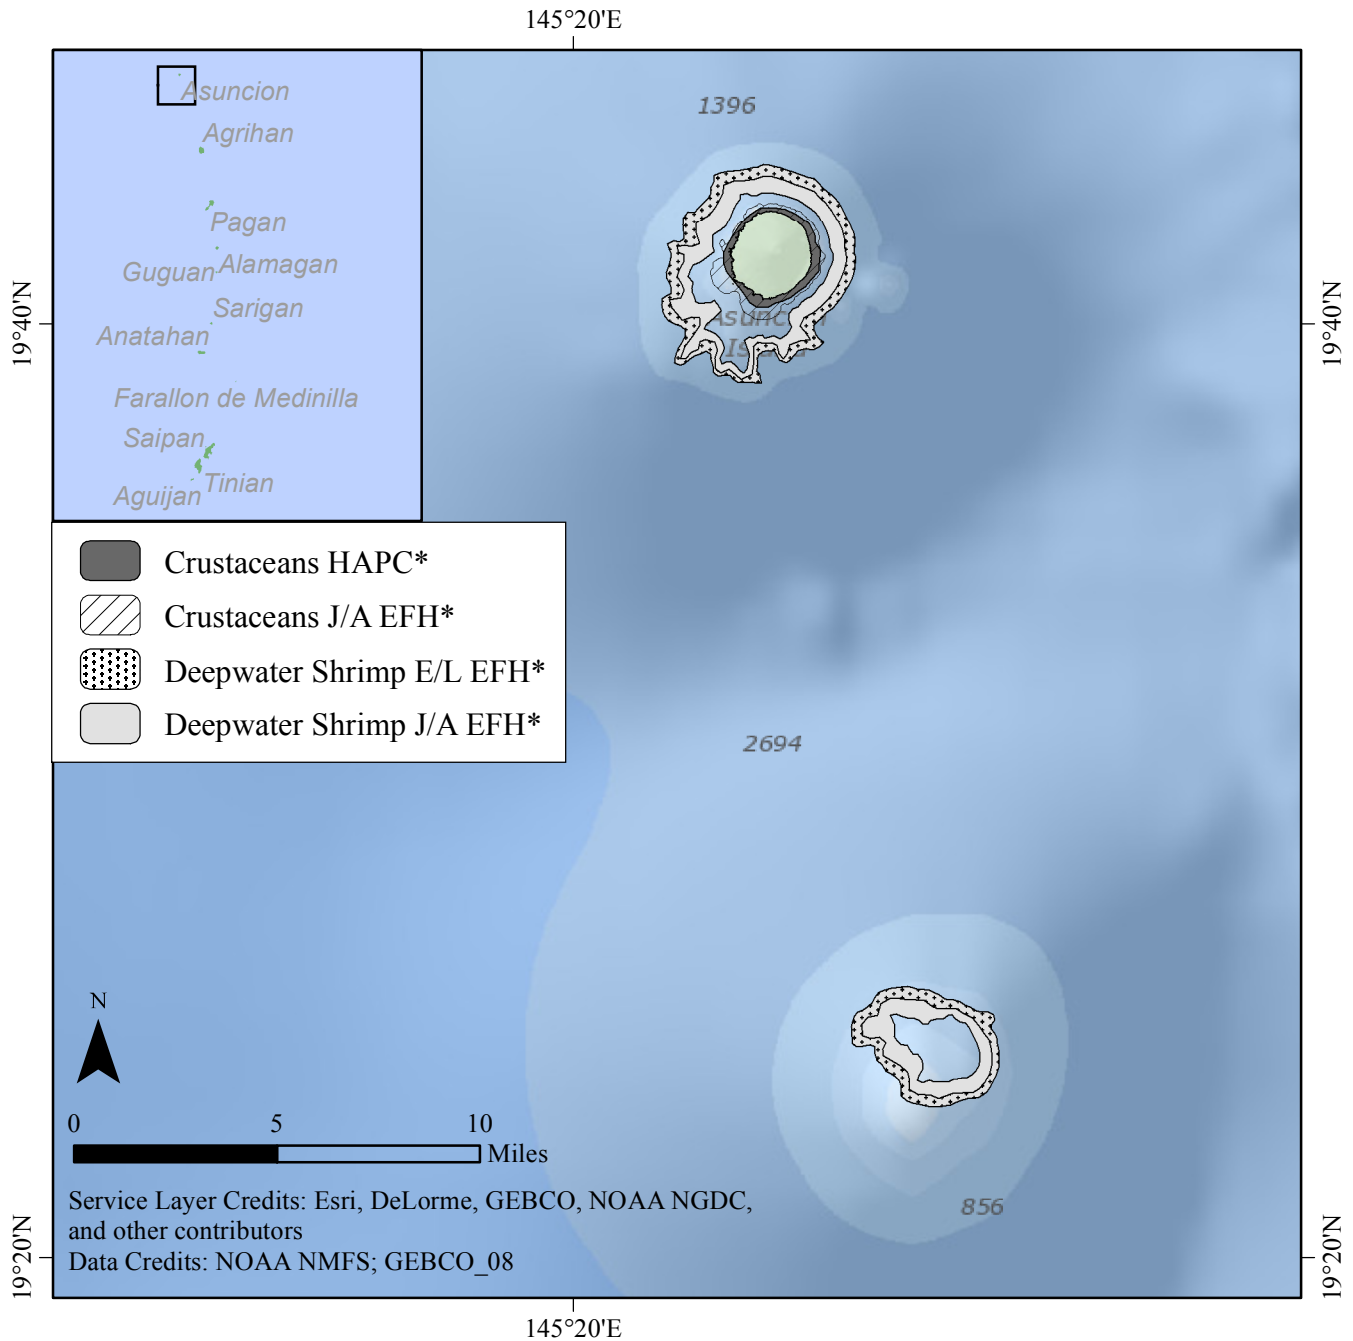 145°20'E
1396
Asuncion
Agrihan
Pagan
Alamagan
Guguan
Sarigan
Anatahan
Farallon de Medinilla
Saipan
Tinian
Aguijan
19°40'N
19°40'N
Asuncion
Island
Crustaceans HAPC*
Crustaceans J/A EFH*
Deepwater Shrimp E/L EFH*
Deepwater Shrimp J/A EFH*
2694
N
0 5 10
Miles
856
Service Layer Credits: Esri, DeLorme, GEBCO, NOAA NGDC,
and other contributors
Data Credits: NOAA NMFS; GEBCO_08
19°20'N
19°20'N
145°20'E